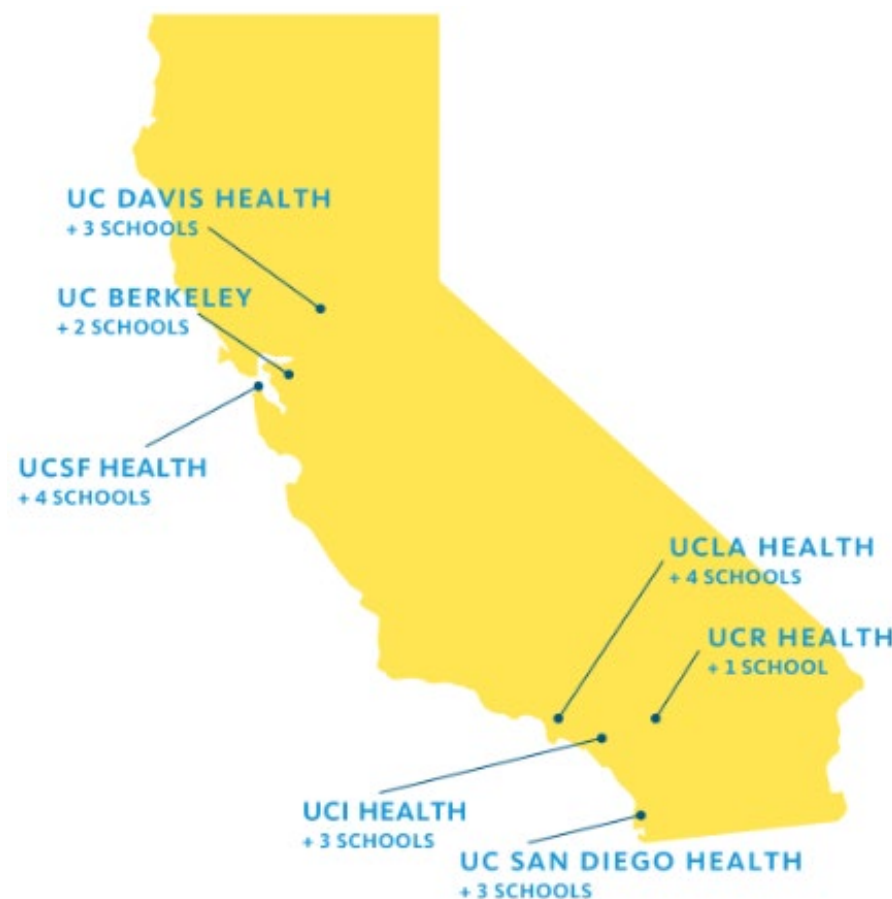 UC DAVIS HEALTH
+ 3 SCHOOLS
UC BERKELEY
+ 2 SCHOOLS
UCSF HEALTH
+ 4 SCHOOLS
UCLA HEALTH
+ 4 SCHOOLS
UCR HEALTH
+ 1 SCHOOL
UCI HEALTH
+ 3 SCHOOLS
UC SAN DIEGO HEALTH
+ 3 SCHOOLS